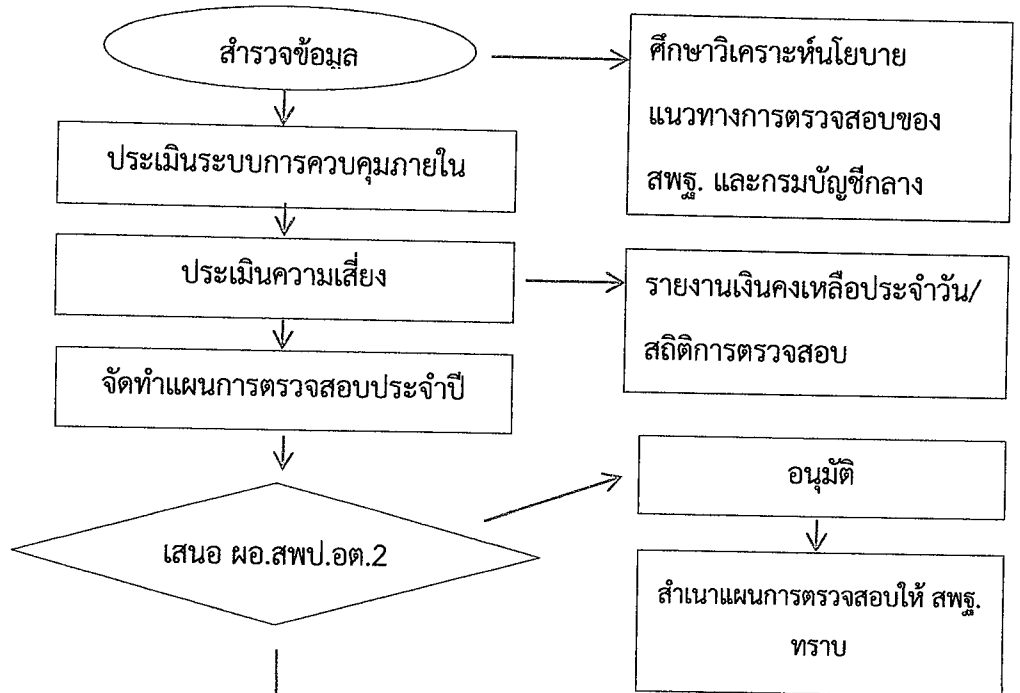 สำรวจข้อมูล
ศึกษาวิเคราะห์นโยบาย
แนวทางการตรวจสอบของ
สพฐ. และกรมบัญชีกลาง
ประเมินระบบการควบคุมภายใน
ประเมินความเสี่ยง
รายงานเงินคงเหลือประจำวัน/
สถิติการตรวจสอบ
จัดทำแผนการตรวจสอบประจำปี
เสนอ ผอ.สพป.อต.2
อนุมัติ
สำเนาแผนการตรวจสอบให้ สพฐ.
ทราบ